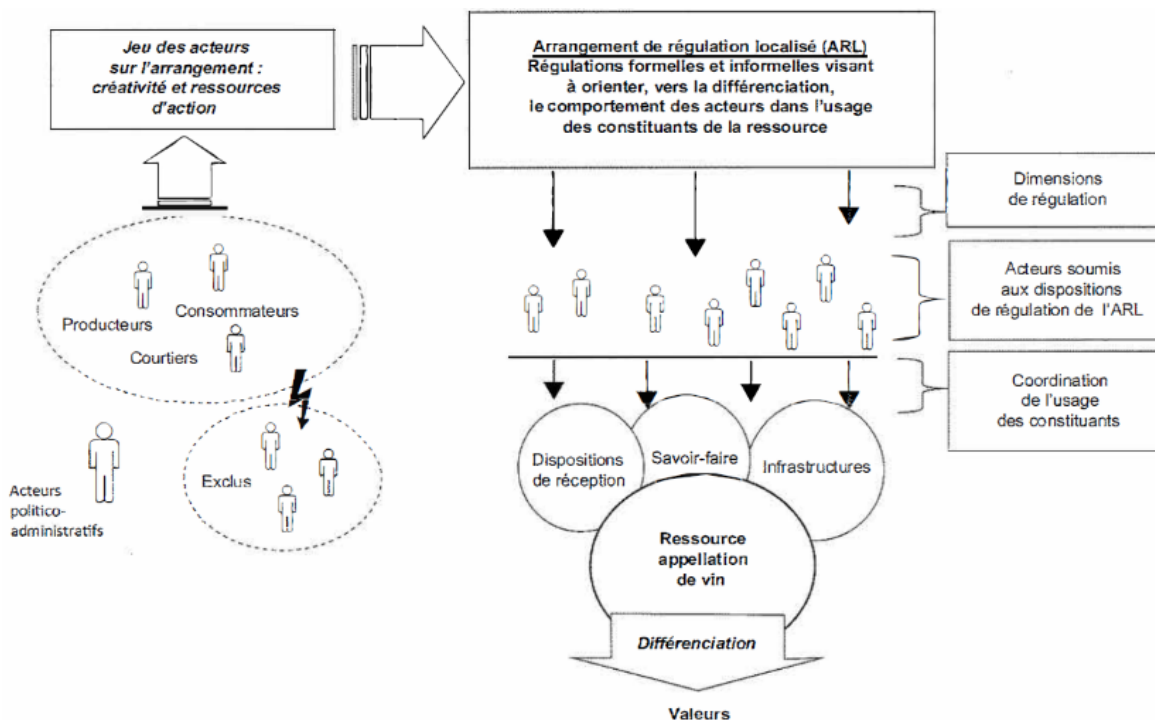 Jeu des acteurs
sur l'arrangement :
créativité et ressources
d'action
Arrangement de régulation localisé (ARL)
Régulations formelles et informelles visant
à orienter, vers la différenciation,
le comportement des acteurs dans l'usage
des constituants de la ressource
Dimensions
de régulation
Acteurs soumis
aux dispositions
de régulation de l'ARL
Coordination
de l'usage
des constituants
Producteurs
Consommateurs
Courtiers
Exclus
Acteurs
politico-
administratifs
Dispositions
de réception
Savoir-faire
Infrastructures
Ressource
appellation
de vin
Différenciation
Valeurs